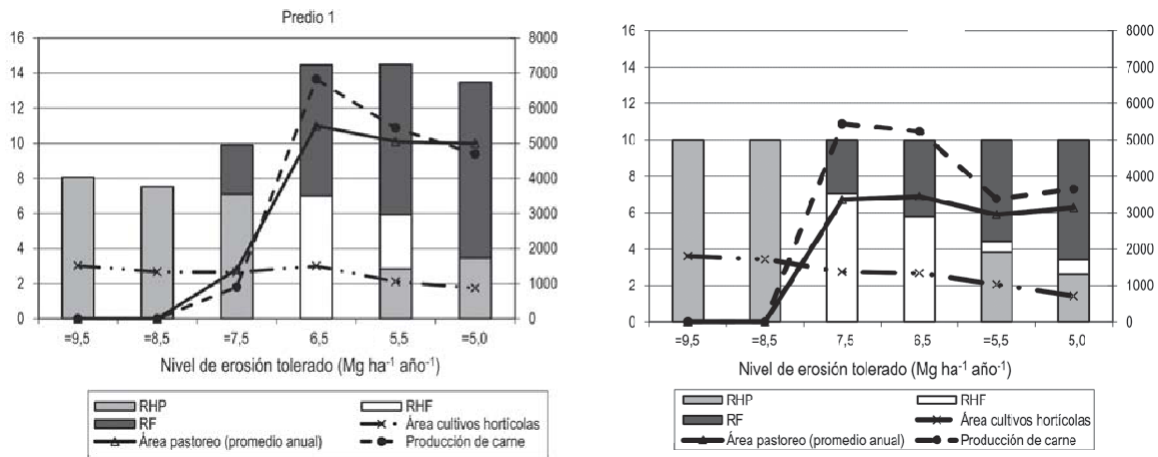 Predio 1
16 8000 16 8000
14 7000 14 7000
12 6000 12 6000
10 5000 10 5000
8 4000 8 4000
6 3000 6 3000
4 2000 4 2000
2 1000 2 1000
0 0 0 0
=9,5 =8,5 =7,5 6,5 5,5 =5,0
=9,5 =8,5 7,5 6,5 =5,5 5,0
Nivel de erosión tolerado (Mg ha⁻¹ año⁻¹)
Nivel de erosión tolerado (Mg ha⁻¹ año⁻¹)
RHP RHF
RF Área cultivos hortícolas
Área pastoreo (promedio anual) Producción de carne
RHP RHF
RF Área cultivos hortícolas
Área pastoreo (promedio anual) Producción de carne